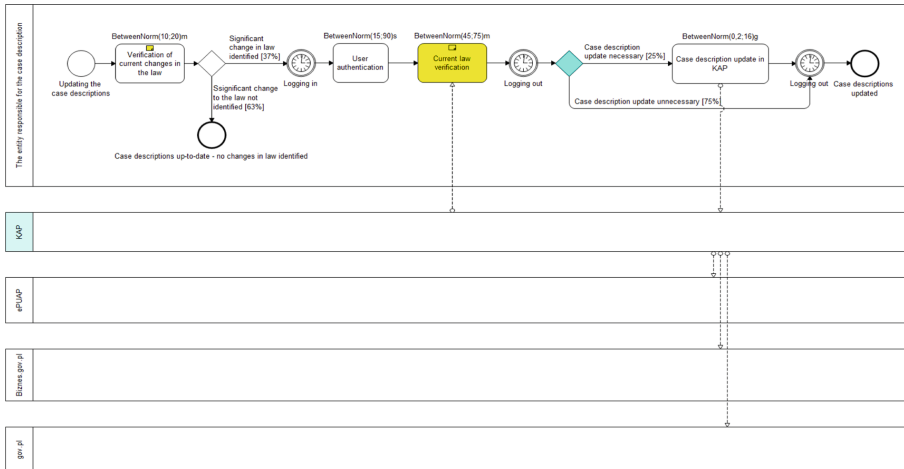 The entity responsible for the case description
Updating the
case descriptions
BetweenNorm(10;20)m
Verification of
current changes in
the law
Significant
change in law
identified [37%]
Ssignificant change
to the law not
identified [63%]
Case descriptions up-to-date - no changes in law identified
Logging in
BetweenNorm(15;90)s
User
authentication
BetweenNorm(45;75)m
Current law
verification
Logging out
Case description
update necessary [25%]
Case description update unnecessary [75%]
BetweenNorm(0,2;16)g
Case description update in
KAP
Logging out
Case descriptions
updated
KAP
ePUAP
Biznes.gov.pl
gov.pl